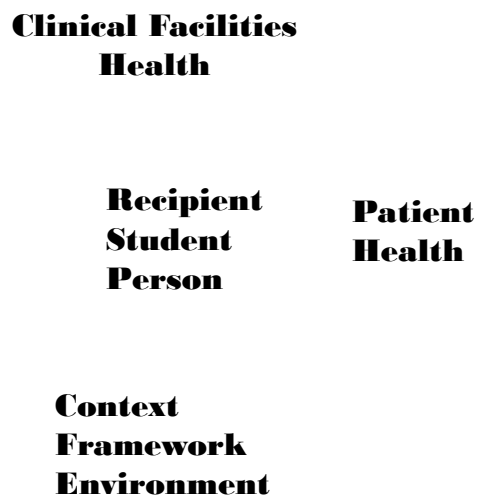 Clinical Facilities
Health
Recipient
Student
Person
Patient
Health
Context
Framework
Environment